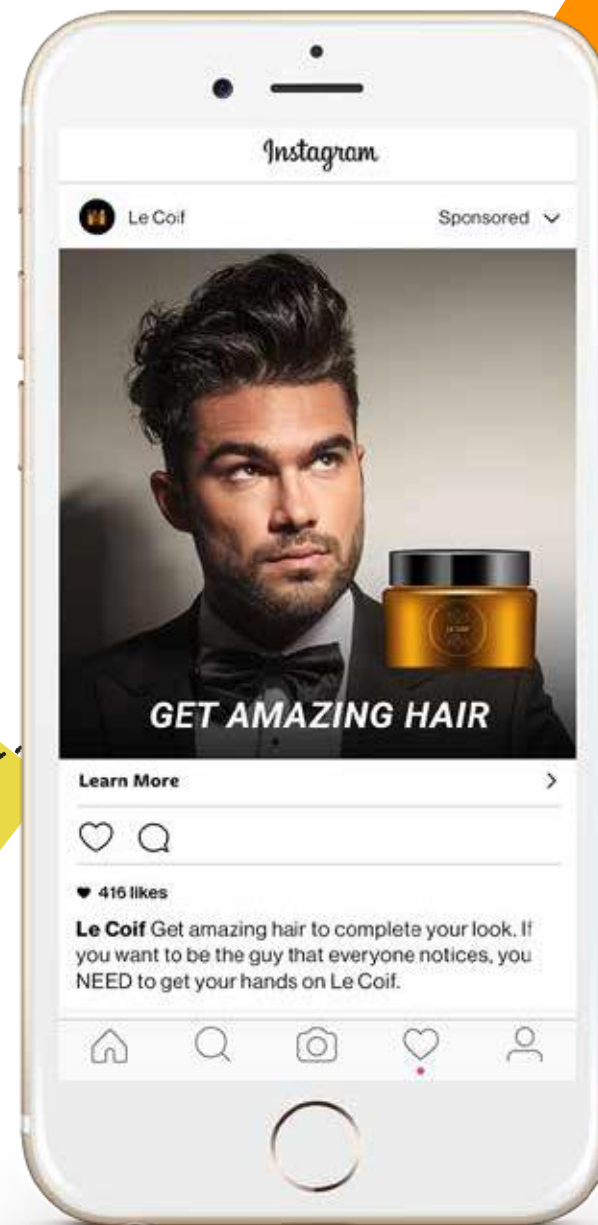 Instagram
Le Coif
Sponsored
GET AMAZING HAIR
Learn More
416 likes
Le Coif Get amazing hair to complete your look. If
you want to be the guy that everyone notices, you
NEED to get your hands on Le Coif.